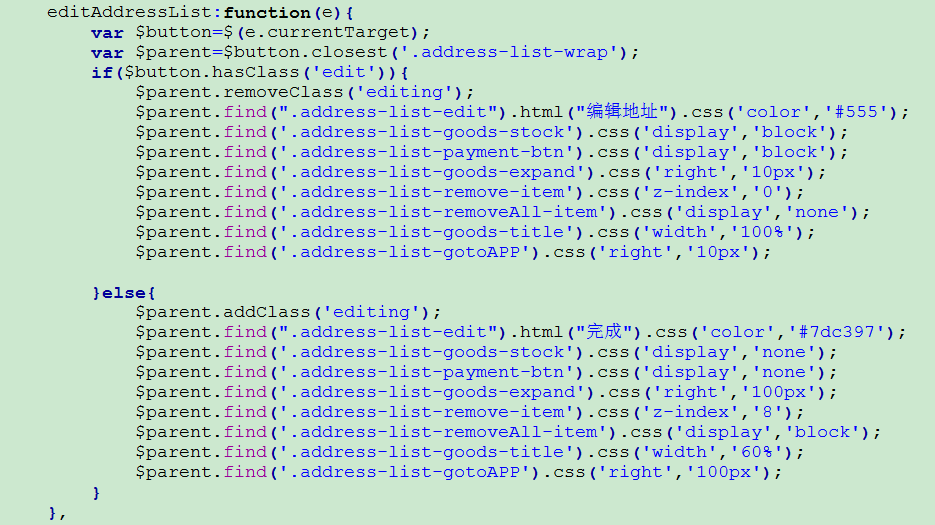 editAddressList:function(e){
var $button=$(e.currentTarget);
var $parent=$button.closest('.address-list-wrap');
if($button.hasClass('edit')){
$parent.removeClass('editing');
$parent.find(".address-list-edit").html("编辑地址").css('color','#555');
$parent.find('.address-list-goods-stock').css('display','block');
$parent.find('.address-list-payment-btn').css('display','block');
$parent.find('.address-list-goods-expand').css('right','10px');
$parent.find('.address-list-remove-item').css('z-index','0');
$parent.find('.address-list-removeAll-item').css('display','none');
$parent.find('.address-list-goods-title').css('width','100%');
$parent.find('.address-list-gotoAPP').css('right','10px');
}else{
$parent.addClass('editing');
$parent.find(".address-list-edit").html("完成").css('color','#7dc397');
$parent.find('.address-list-goods-stock').css('display','none');
$parent.find('.address-list-payment-btn').css('display','none');
$parent.find('.address-list-goods-expand').css('right','100px');
$parent.find('.address-list-remove-item').css('z-index','8');
$parent.find('.address-list-removeAll-item').css('display','block');
$parent.find('.address-list-goods-title').css('width','60%');
$parent.find('.address-list-gotoAPP').css('right','100px');
}
},